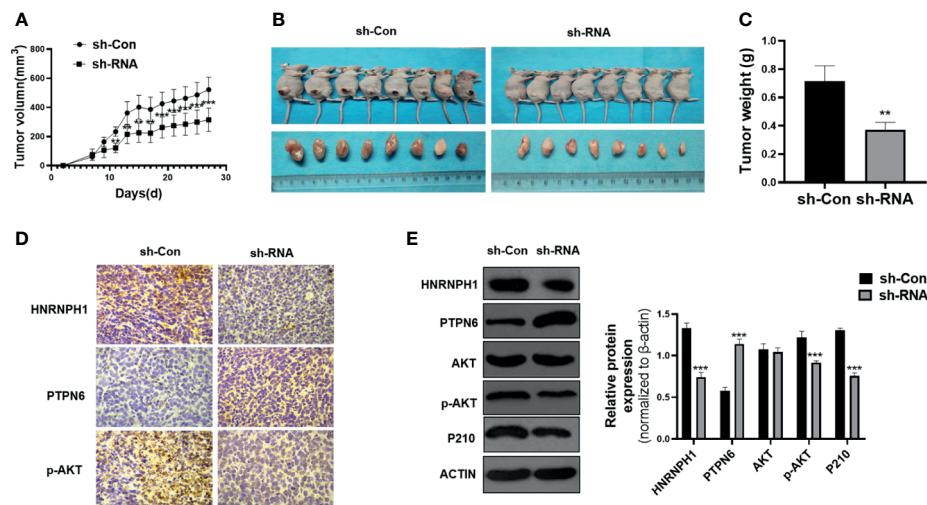 A
sh-Con
sh-RNA
Tumor volumn(mm³)
800
600
400
200
0
0
10
20
30
**
**
**
**
***
***
***
***
***
Days(d)
B
sh-Con
sh-RNA
C
Tumor weight (g)
0.8
0.6
0.4
0.2
0.0
**
sh-Con sh-RNA
D
sh-Con
sh-RNA
HNRNPH1
PTPN6
p-AKT
E
sh-Con sh-RNA
HNRNPH1
PTPN6
AKT
p-AKT
P210
ACTIN
sh-Con
sh-RNA
Relative protein
expression
(normalized to β-actin)
1.5
1.0
0.5
0.0
***
***
***
***
HNRNPH1
PTPN6
AKT
p-AKT
P210